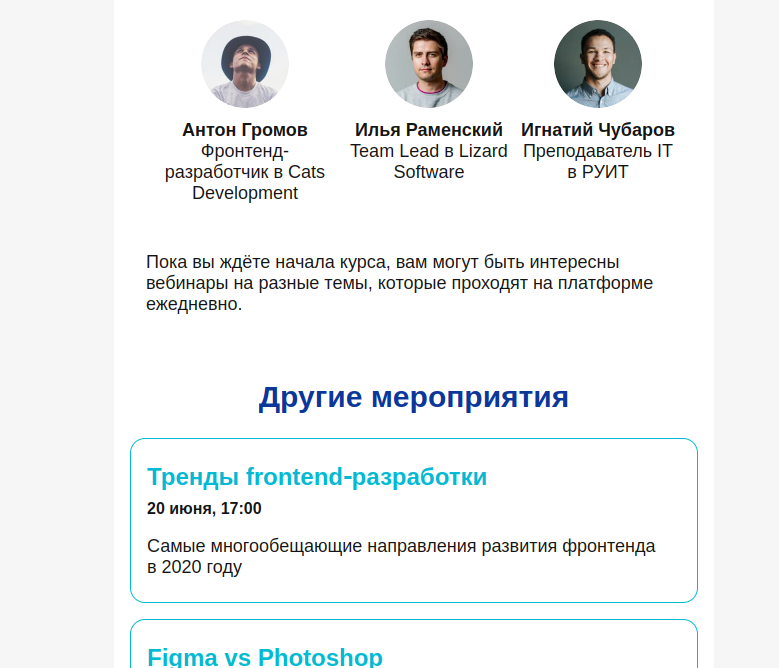 Антон Громов
Фронтенд-
разработчик в Cats
Development
Илья Раменский
Team Lead в Lizard
Software
Игнатий Чубаров
Преподаватель IT
в РУИТ
Пока вы ждёте начала курса, вам могут быть интересны
вебинары на разные темы, которые проходят на платформе
ежедневно.
Другие мероприятия
Тренды frontend-разработки
20 июня, 17:00
Самые многообещающие направления развития фронтенда
в 2020 году
Figma vs Photoshop